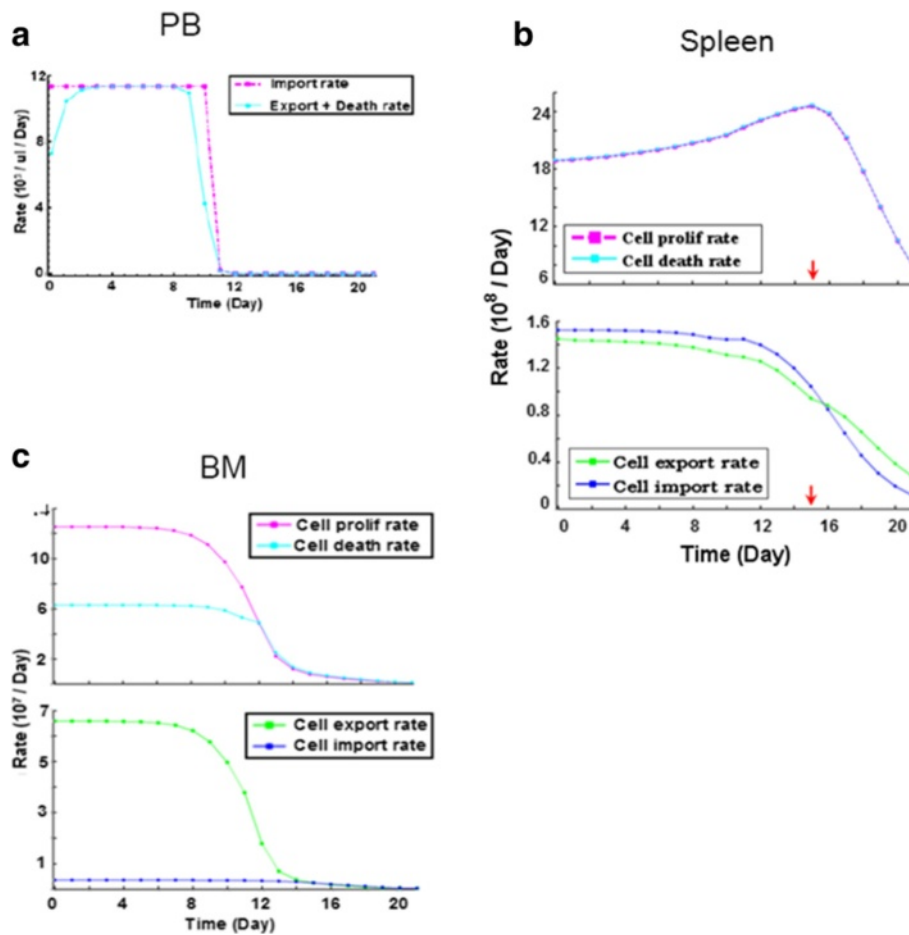 a
PB
12
8
4
0
Rate (10³ / ul / Day)
Import rate
Export + Death rate
0 4 8 12 16 20
Time (Day)
b
Spleen
24
18
12
6
Cell prolif rate
Cell death rate
1.6
1.2
0.8
0.4
0
Rate (10⁸ / Day)
Cell export rate
Cell import rate
0 4 8 12 16 20
Time (Day)
c
BM
10
6
2
Cell prolif rate
Cell death rate
7
5
3
1
Rate (10⁷ / Day)
Cell export rate
Cell import rate
0 4 8 12 16 20
Time (Day)